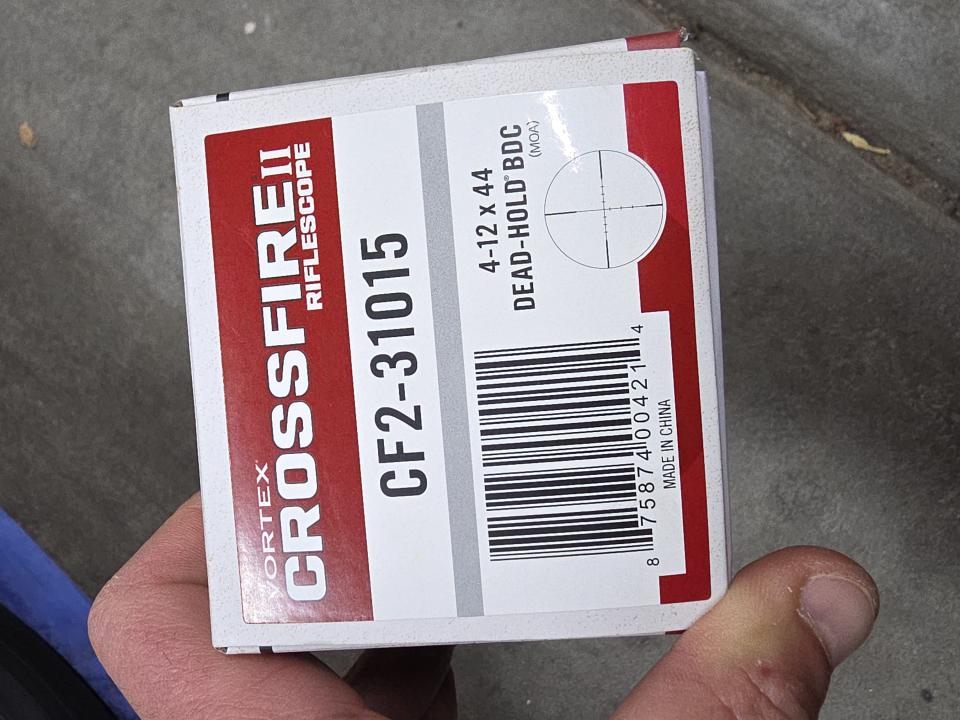 VORTEX®
CROSSFIRE II
RIFLESCOPE
CF2-31015
4-12 x 44
DEAD-HOLD® BDC
(MOA)
8 75874 00421 4
MADE IN CHINA